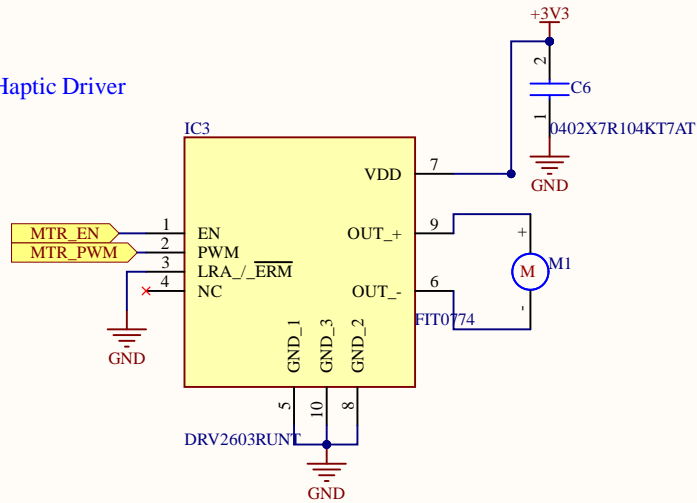 +3V3
Haptic Driver
2
C6
1
0402X7R104KT7AT
GND
IC3
VDD
7
MTR_EN
1
EN
OUT_+
9
MTR_PWM
2
PWM
3
LRA_/_ERM
4
NC
+
M
M1
OUT_-
6
-
FIT0774
GND
GND_1
GND_3
GND_2
5
10
8
DRV2603RUNT
GND